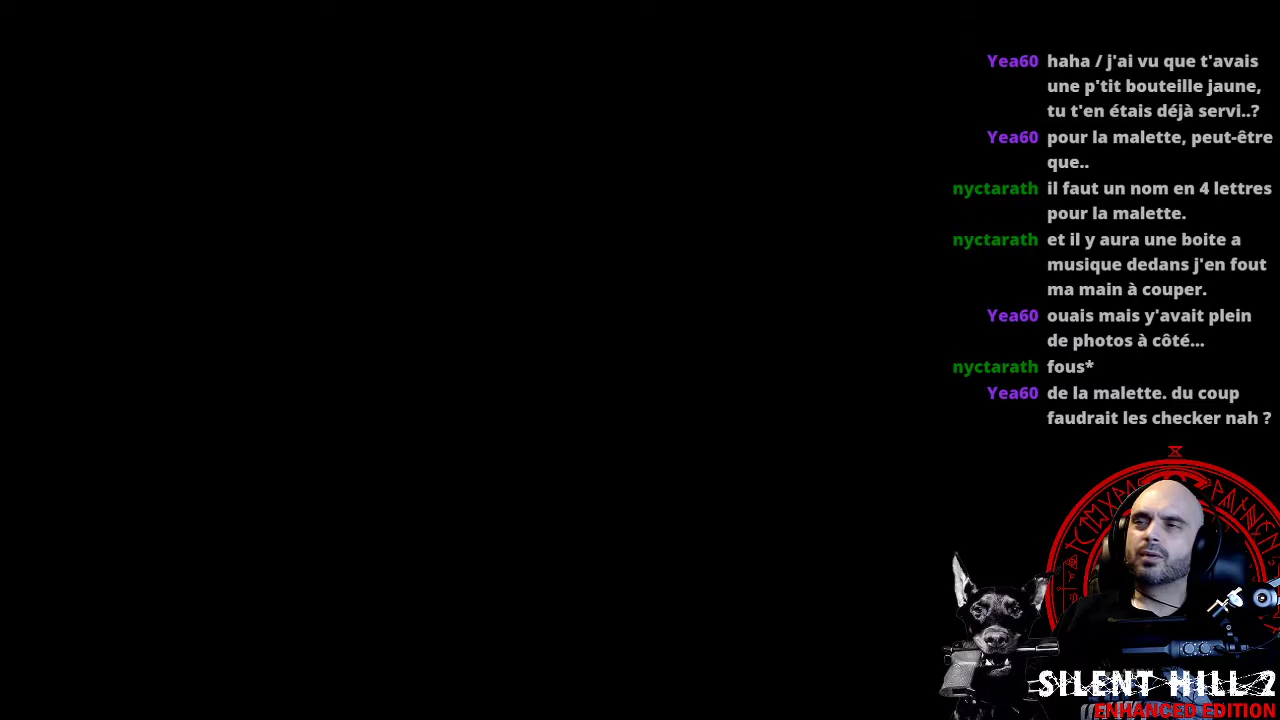 Yea60 haha / j'ai vu que t'avais
une p'tit bouteille jaune,
tu t'en étais déjà servi..?
Yea60 pour la malette, peut-être
que..
nyctarath il faut un nom en 4 lettres
pour la malette.
nyctarath et il y aura une boite a
musique dedans j'en fout
ma main à couper.
Yea60 ouais mais y'avait plein
de photos à côté...
nyctarath fous*
Yea60 de la malette. du coup
faudrait les checker nah ?
SILENT HILL 2
ENHANCED EDITION